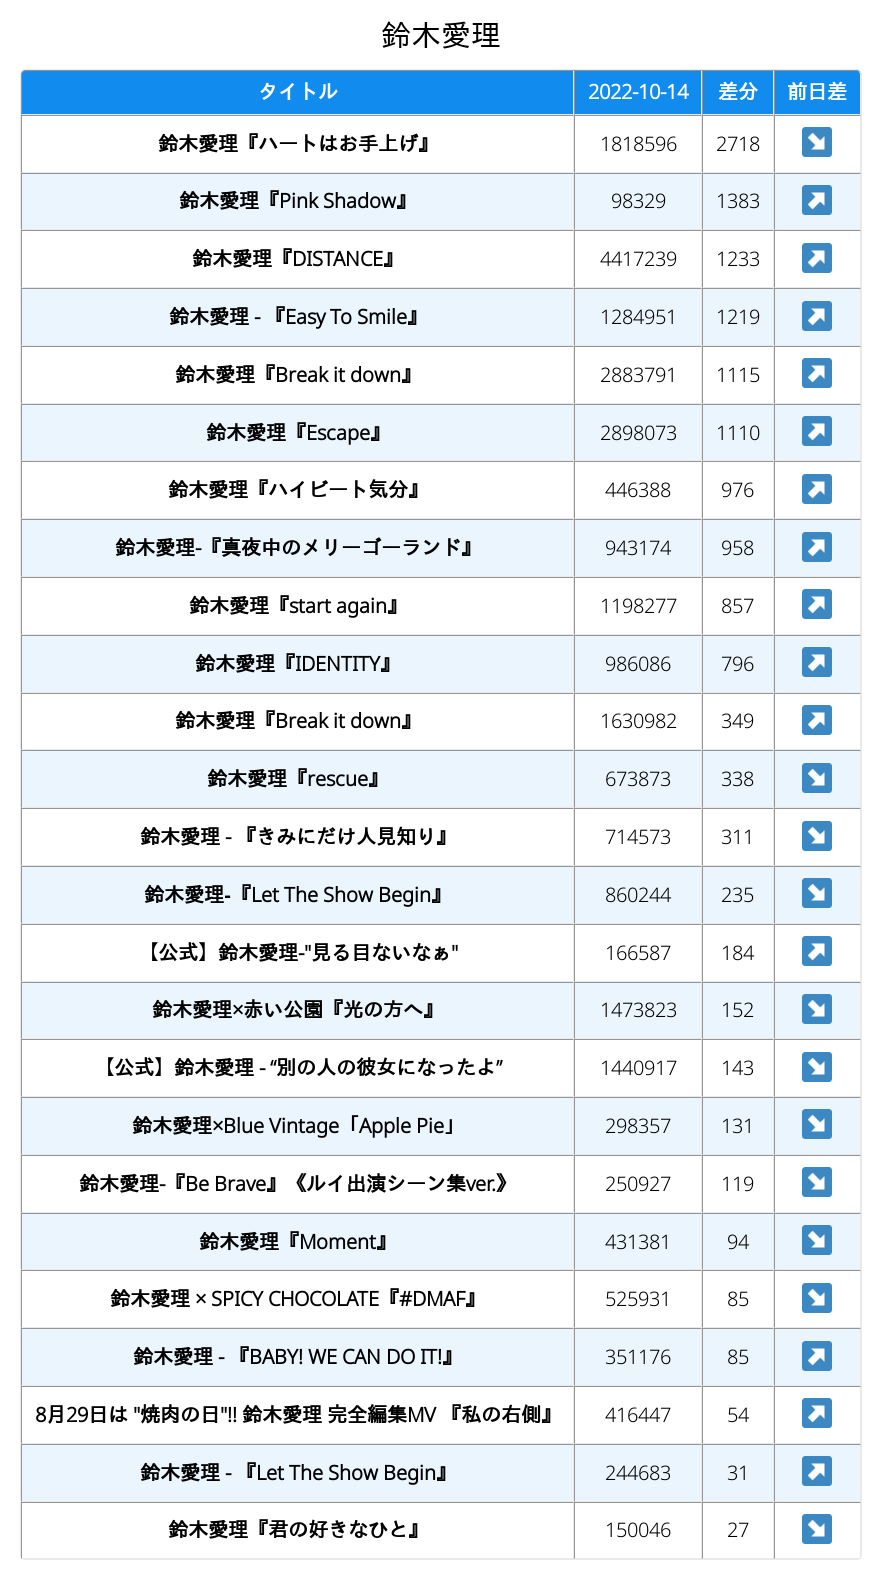 鈴木愛理
タイトル 2022-10-14 差分 前日差
鈴木愛理『ハートはお手上げ』 1818596 2718 ↘
鈴木愛理『Pink Shadow』 98329 1383 ↗
鈴木愛理『DISTANCE』 4417239 1233 ↗
鈴木愛理 - 『Easy To Smile』 1284951 1219 ↗
鈴木愛理『Break it down』 2883791 1115 ↗
鈴木愛理『Escape』 2898073 1110 ↗
鈴木愛理『ハイビート気分』 446388 976 ↗
鈴木愛理-『真夜中のメリーゴーランド』 943174 958 ↗
鈴木愛理『start again』 1198277 857 ↗
鈴木愛理『IDENTITY』 986086 796 ↗
鈴木愛理『Break it down』 1630982 349 ↗
鈴木愛理『rescue』 673873 338 ↘
鈴木愛理 - 『きみにだけ人見知り』 714573 311 ↘
鈴木愛理-『Let The Show Begin』 860244 235 ↘
【公式】鈴木愛理-"見る目ないなぁ" 166587 184 ↗
鈴木愛理×赤い公園『光の方へ』 1473823 152 ↘
【公式】鈴木愛理 - “別の人の彼女になったよ” 1440917 143 ↘
鈴木愛理×Blue Vintage「Apple Pie」 298357 131 ↘
鈴木愛理-『Be Brave』《ルイ出演シーン集ver.》 250927 119 ↘
鈴木愛理『Moment』 431381 94 ↘
鈴木愛理 × SPICY CHOCOLATE『#DMAF』 525931 85 ↘
鈴木愛理 - 『BABY! WE CAN DO IT!』 351176 85 ↗
8月29日は "焼肉の日"!! 鈴木愛理 完全編集MV 『私の右側』 416447 54 ↗
鈴木愛理 - 『Let The Show Begin』 244683 31 ↗
鈴木愛理『君の好きなひと』 150046 27 ↘